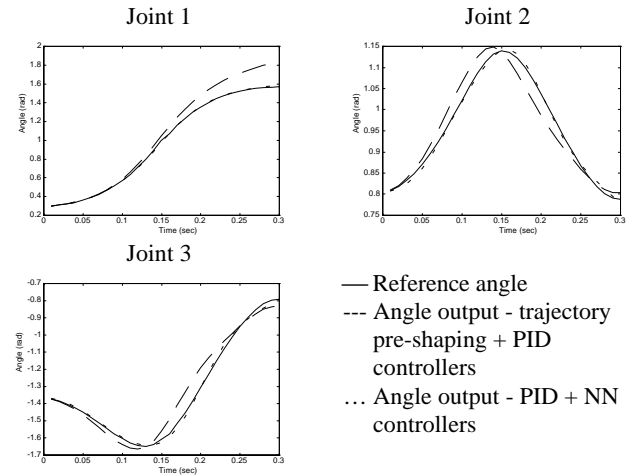 Joint 1
Joint 2
2
1.8
1.6
1.4
1.2
1
0.8
0.6
0.4
0.2
Angle (rad)
0 0.05 0.1 0.15 0.2 0.25 0.3
Time (sec)
1.15
1.1
1.05
1
0.95
0.9
0.85
0.8
0.75
Angle (rad)
0 0.05 0.1 0.15 0.2 0.25 0.3
Time (sec)
Joint 3
-0.7
-0.8
-0.9
-1
-1.1
-1.2
-1.3
-1.4
-1.5
-1.6
-1.7
Angle (rad)
0 0.05 0.1 0.15 0.2 0.25 0.3
Time (sec)
Reference angle
Angle output - trajectory
pre-shaping + PID
controllers
Angle output - PID + NN
controllers